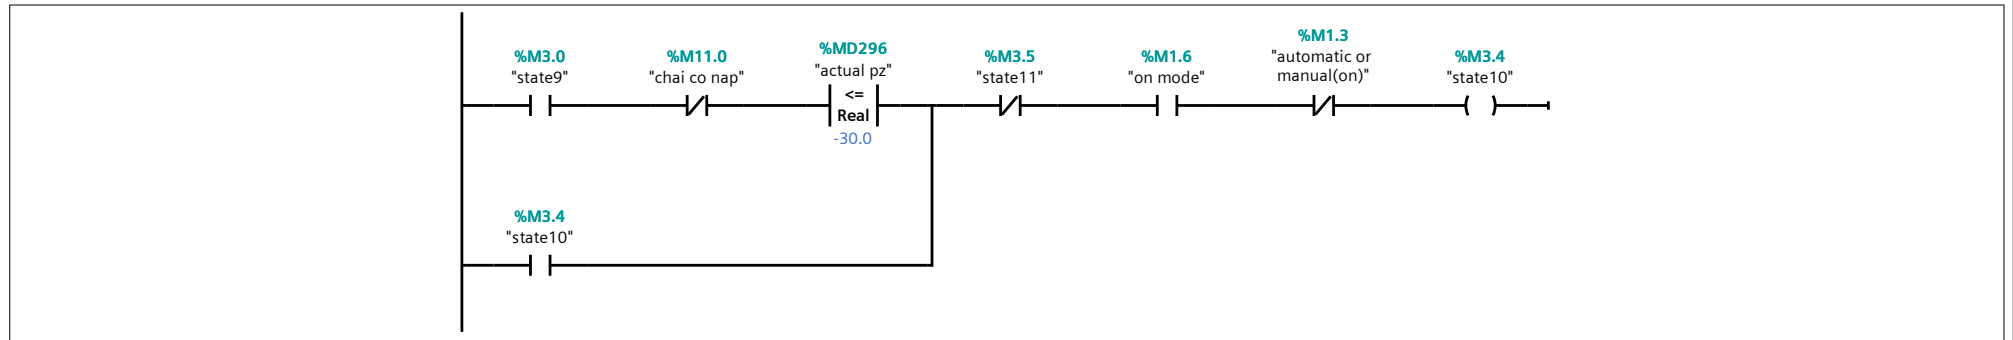 %M3.0
"state9"
%M11.0
"chai co nap"
%MD296
"actual pz"
<=
Real
-30.0
%M3.5
"state11"
%M1.6
"on mode"
%M1.3
"automatic or
manual(on)"
%M3.4
"state10"
%M3.4
"state10"